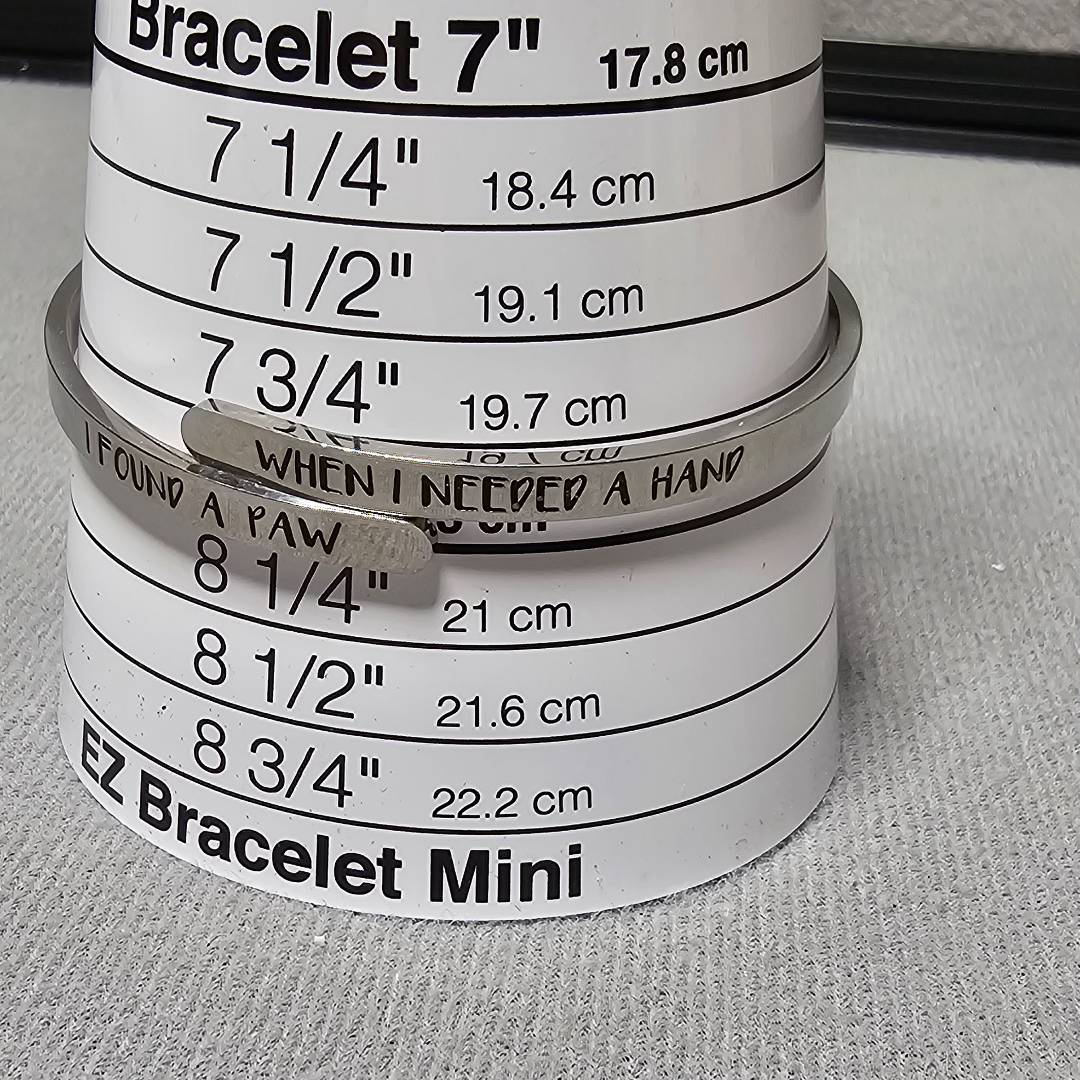 Bracelet 7" 17.8 cm
7 1/4" 18.4 cm
7 1/2" 19.1 cm
7 3/4" 19.7 cm
WHEN I NEEDED A HAND
I FOUND A PAW
8 1/4" 21 cm
8 1/2" 21.6 cm
8 3/4" 22.2 cm
EZ Bracelet Mini